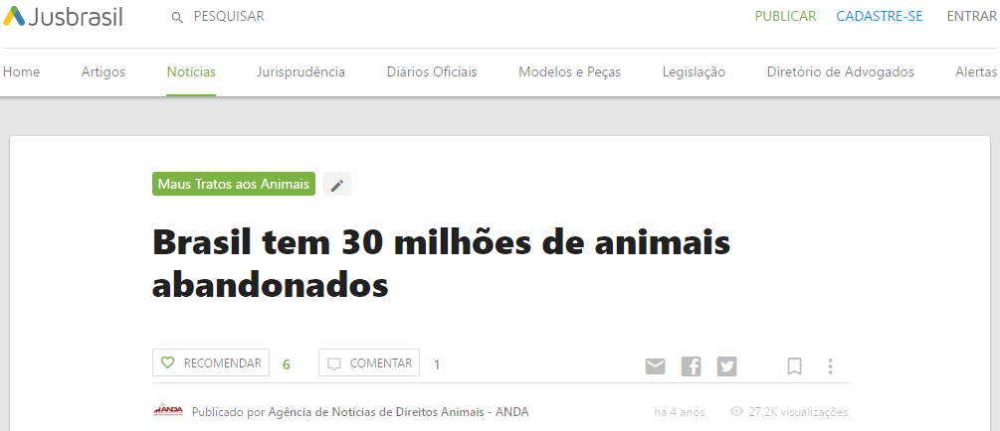 Jusbrasil PESQUISAR PUBLICAR CADASTRE-SE ENTRAR
Home Artigos Notícias Jurisprudência Diários Oficiais Modelos e Peças Legislação Diretório de Advogados Alertas
Maus Tratos aos Animais
Brasil tem 30 milhões de animais
abandonados
RECOMENDAR 6 COMENTAR 1
ANDA Publicado por Agência de Notícias de Direitos Animais - ANDA há 4 anos 27,2K visualizações